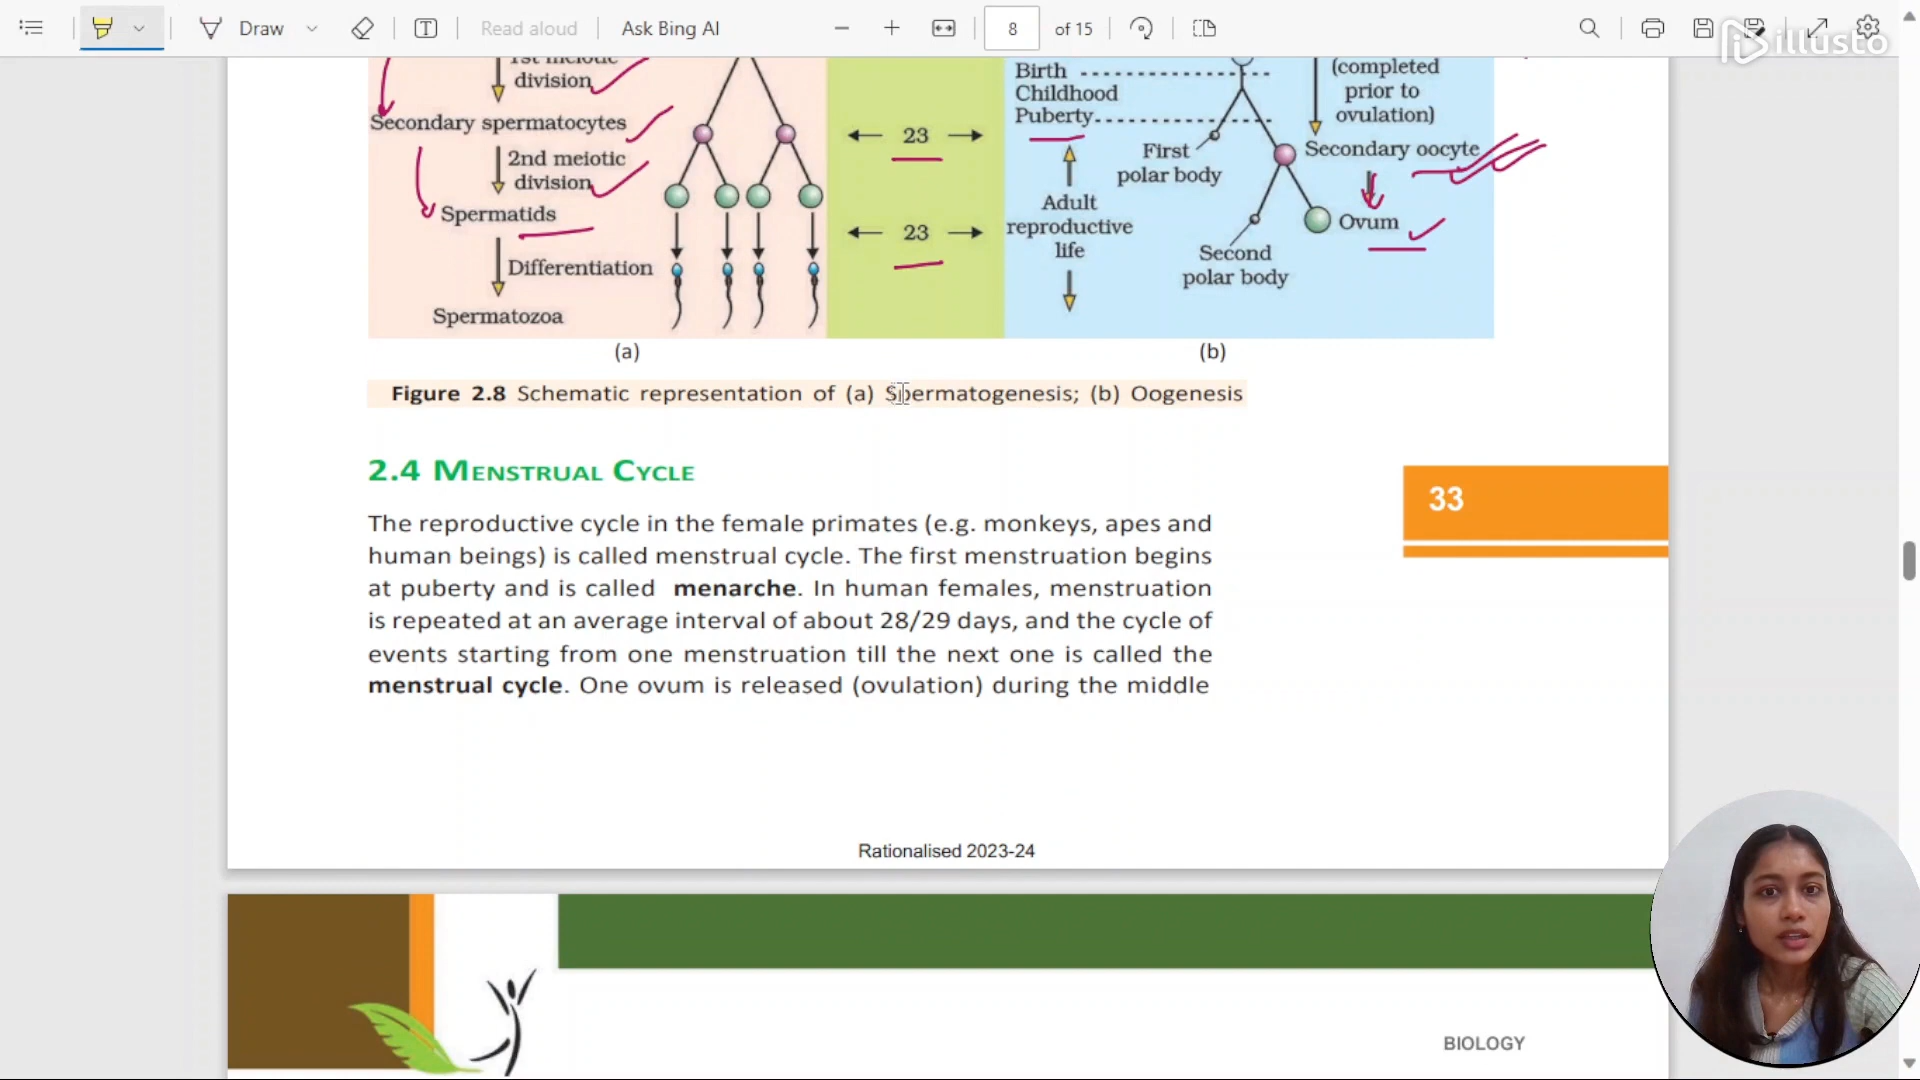 Draw
Read aloud
Ask Bing AI
8
of 15
illusto
1st meiotic
division
Secondary spermatocytes
2nd meiotic
division
Spermatids
Differentiation
Spermatozoa
23
23
Birth
Childhood
Puberty
First
polar body
Adult
reproductive
life
Second
polar body
(completed
prior to
ovulation)
Secondary oocyte
Ovum
(a)
(b)
Figure 2.8 Schematic representation of (a) Spermatogenesis; (b) Oogenesis
2.4 MENSTRUAL CYCLE
33
The reproductive cycle in the female primates (e.g. monkeys, apes and
human beings) is called menstrual cycle. The first menstruation begins
at puberty and is called menarche. In human females, menstruation
is repeated at an average interval of about 28/29 days, and the cycle of
events starting from one menstruation till the next one is called the
menstrual cycle. One ovum is released (ovulation) during the middle
Rationalised 2023-24
BIOLOGY